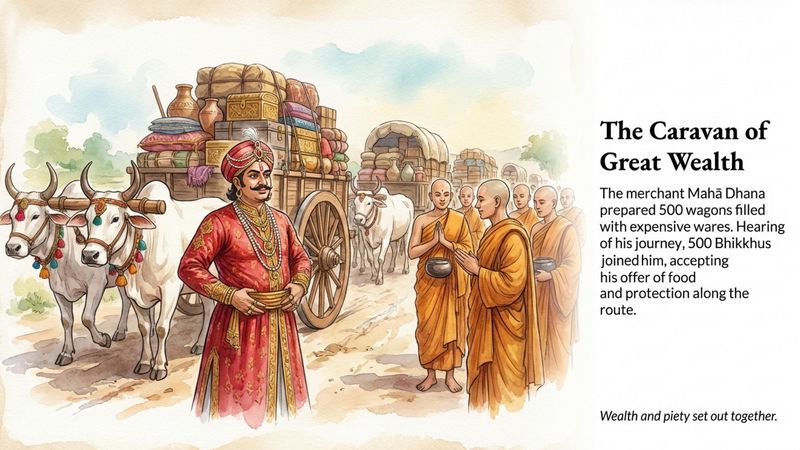 The Caravan of
Great Wealth
The merchant Mahā Dhana
prepared 500 wagons filled
with expensive wares. Hearing
of his journey, 500 Bhikkhus
joined him, accepting
his offer of food
and protection along the
route.
Wealth and piety set out together.